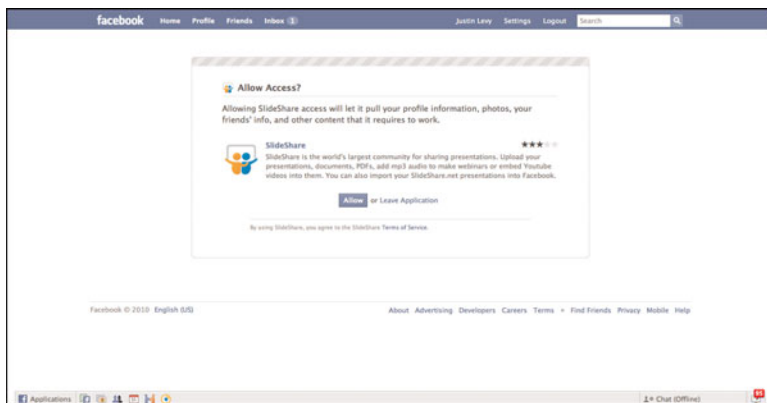 facebook Home Profile Friends Inbox 1 Justin Levy Settings Logout Search
Allow Access?
Allowing SlideShare access will let it pull your profile information, photos, your
friends' info, and other content that it requires to work.
SlideShare
SlideShare is the world's largest community for sharing presentations. Upload your
presentations, documents, PDFs, add mp3 audio to make webinars or embed Youtube
videos into them. You can also import your SlideShare.net presentations into Facebook.
Allow or Leave Application
By using SlideShare, you agree to the SlideShare Terms of Service.
Facebook © 2010 English (US) About Advertising Developers Careers Terms • Find Friends Privacy Mobile Help
Applications Chat (Offline)